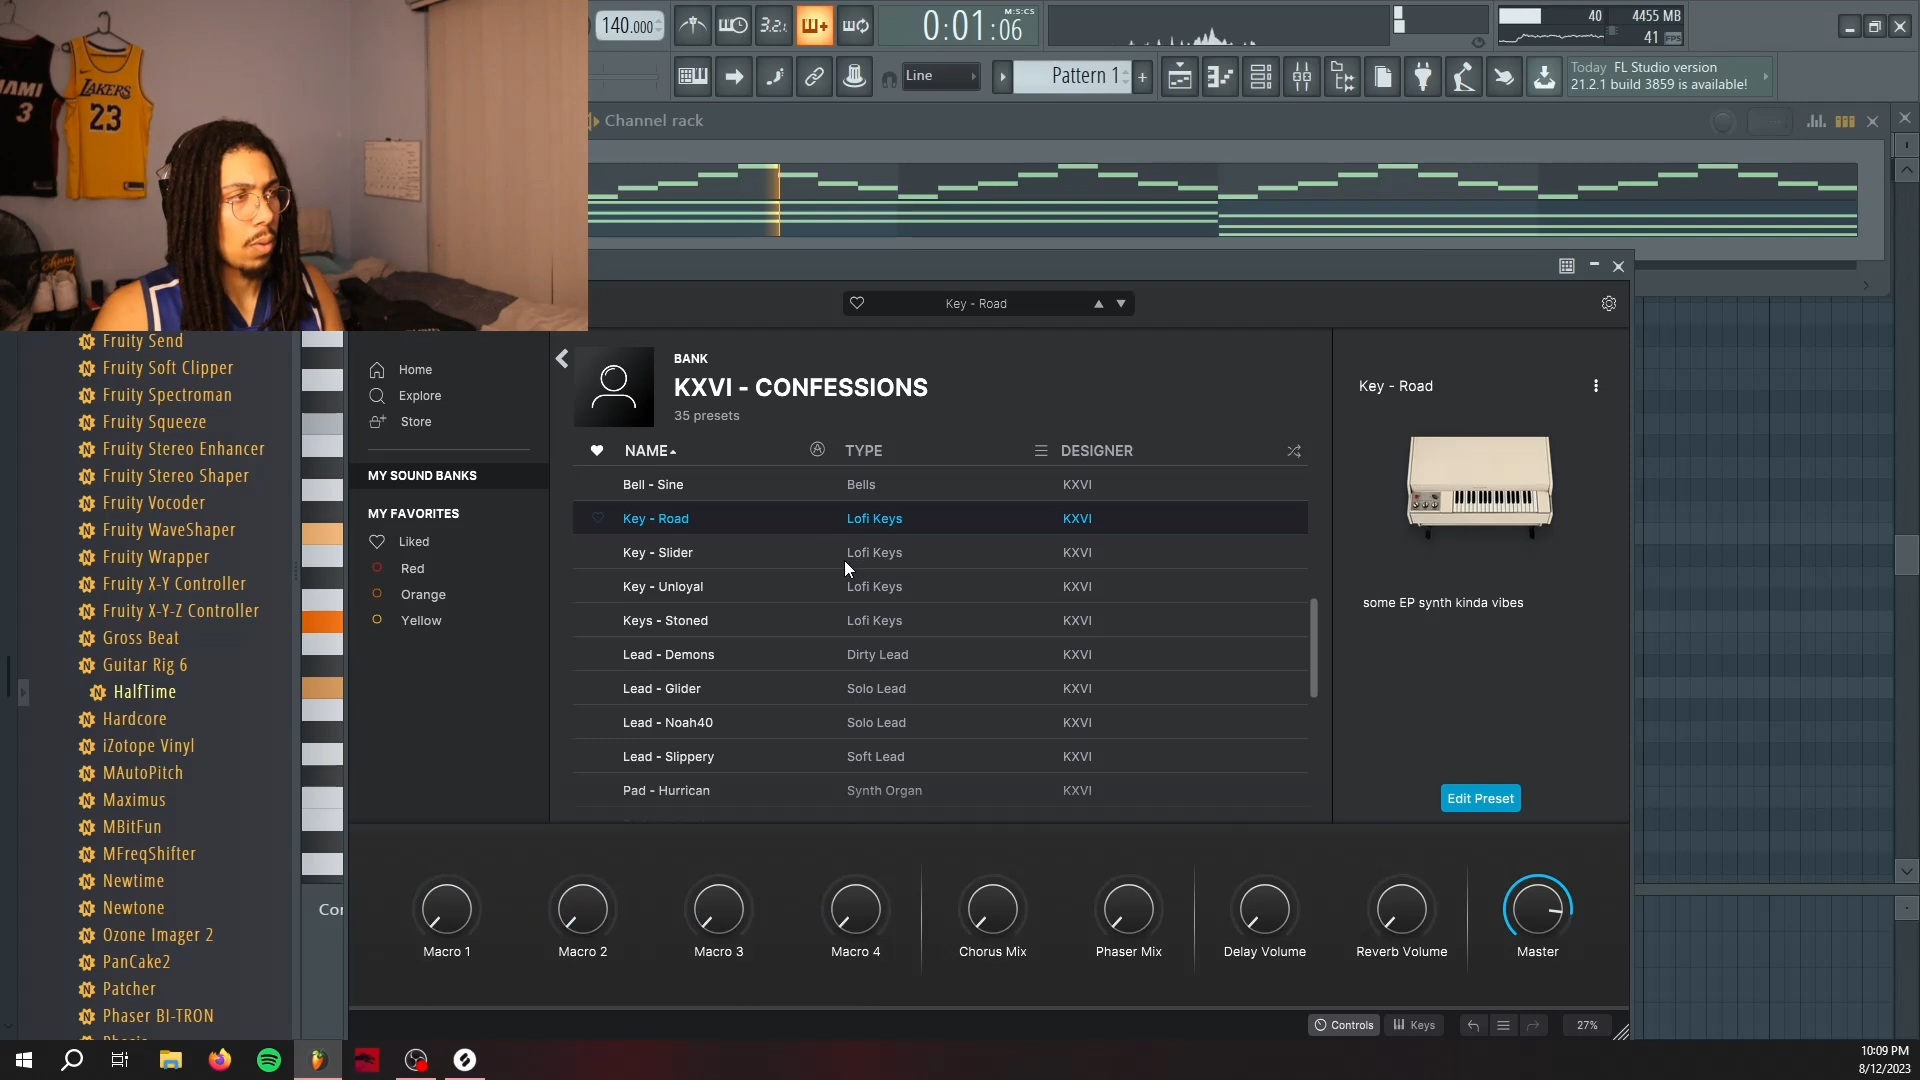 140.000
3.2:
0:01:06
M:S:CS
40
4455 MB
41
FPS
Line
Pattern 1
+
Today FL Studio version
21.2.1 build 3859 is available!
Channel rack
Key - Road
AMI
3
LAKERS
23
Fruity Send
Fruity Soft Clipper
Fruity Spectroman
Fruity Squeeze
Fruity Stereo Enhancer
Fruity Stereo Shaper
Fruity Vocoder
Fruity WaveShaper
Fruity Wrapper
Fruity X-Y Controller
Fruity X-Y-Z Controller
Gross Beat
Guitar Rig 6
HalfTime
Hardcore
iZotope Vinyl
MAutoPitch
Maximus
MBitFun
MFreqShifter
Newtime
Newtone
Ozone Imager 2
PanCake2
Patcher
Phaser BI-TRON
Home
Explore
Store
MY SOUND BANKS
MY FAVORITES
Liked
Red
Orange
Yellow
BANK
KXVI - CONFESSIONS
35 presets
NAME TYPE DESIGNER
Bell - Sine Bells KXVI
Key - Road Lofi Keys KXVI
Key - Slider Lofi Keys KXVI
Key - Unloyal Lofi Keys KXVI
Keys - Stoned Lofi Keys KXVI
Lead - Demons Dirty Lead KXVI
Lead - Glider Solo Lead KXVI
Lead - Noah40 Solo Lead KXVI
Lead - Slippery Soft Lead KXVI
Pad - Hurrican Synth Organ KXVI
Key - Road
some EP synth kinda vibes
Edit Preset
Cor
Macro 1
Macro 2
Macro 3
Macro 4
Chorus Mix
Phaser Mix
Delay Volume
Reverb Volume
Master
Controls
Keys
27%
10:09 PM
8/12/2023